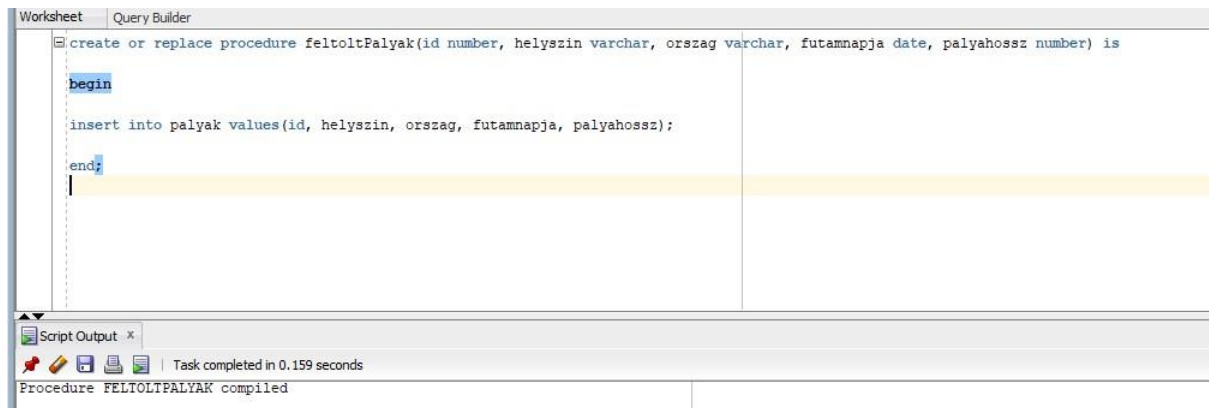 Worksheet Query Builder
create or replace procedure feltoltPalyak(id number, helyszin varchar, orszag varchar, futamnapja date, palyahossz number) is
begin
insert into palyak values(id, helyszin, orszag, futamnapja, palyahossz);
end;
Script Output x
Task completed in 0.159 seconds
Procedure FELTOLTPALYAK compiled